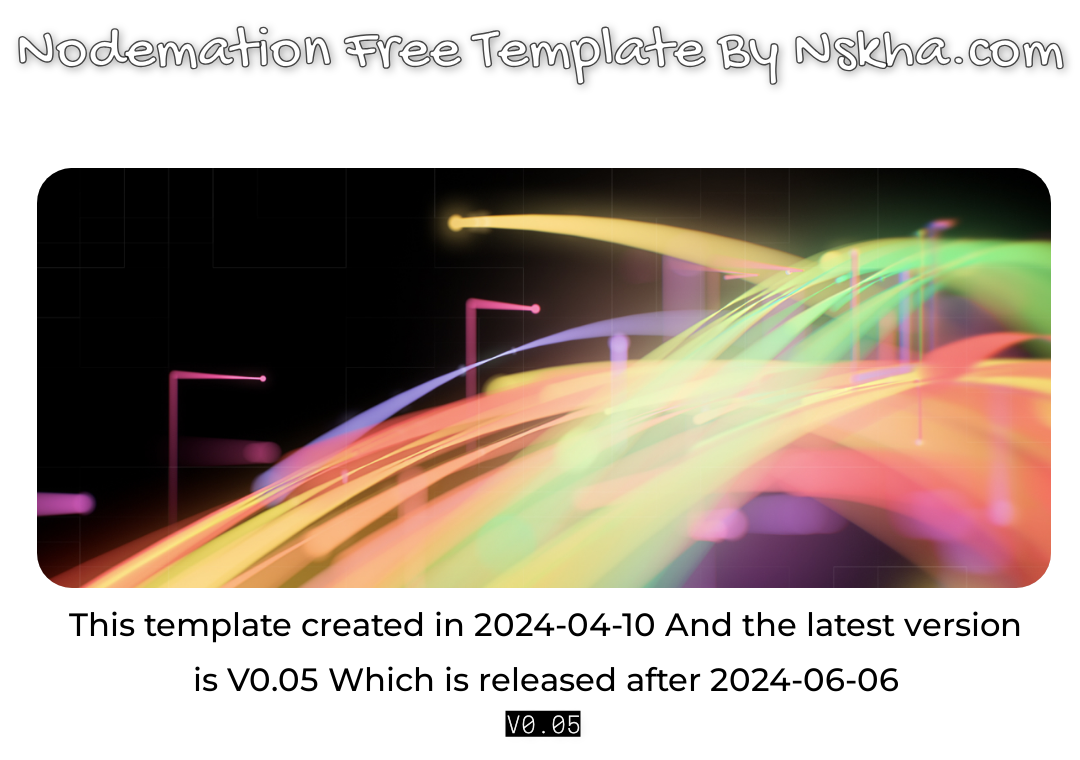 Nodemation Free Template By Nskha.com
This template created in 2024-04-10 And the latest version
is V0.05 Which is released after 2024-06-06
V0.05